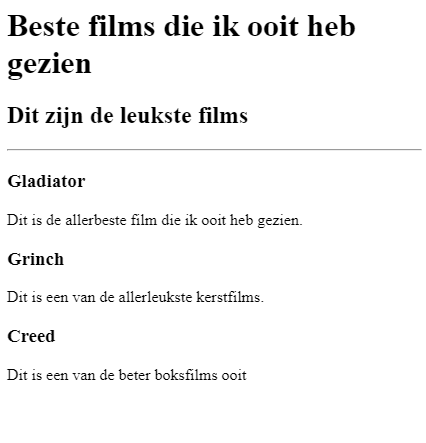 Beste films die ik ooit heb
gezien
Dit zijn de leukste films
Gladiator
Dit is de allerbeste film die ik ooit heb gezien.
Grinch
Dit is een van de allerleukste kerstfilms.
Creed
Dit is een van de beter boksfilms ooit